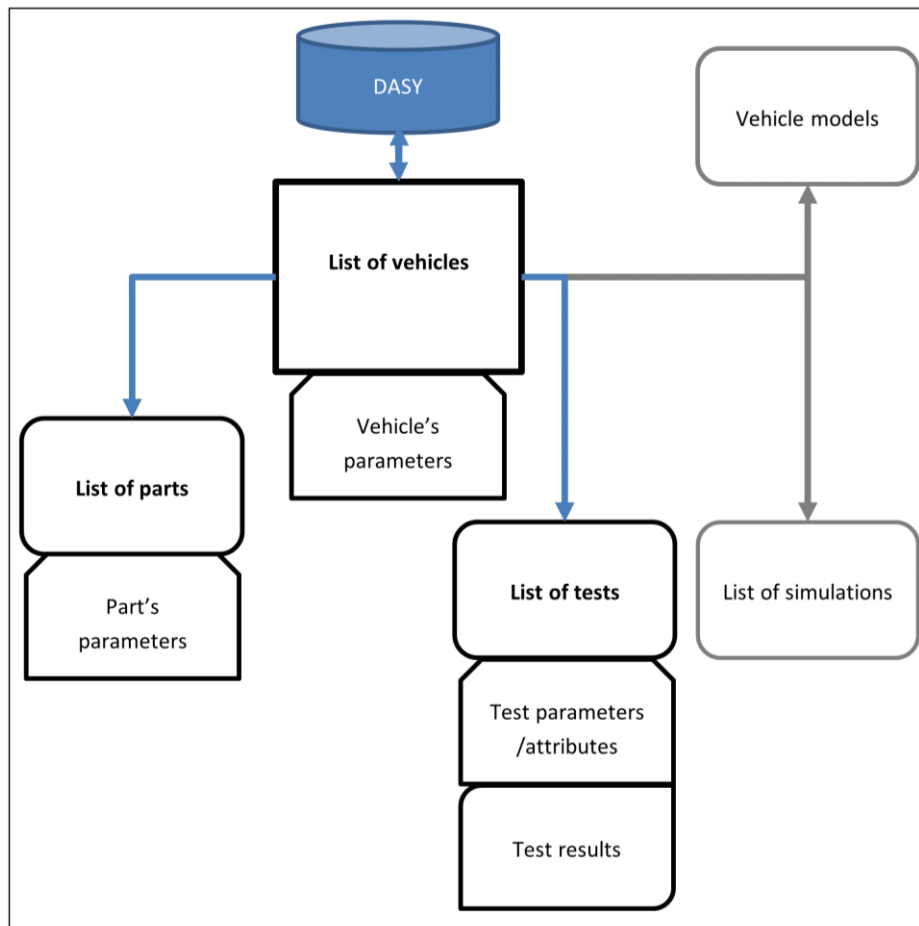 DASY
Vehicle models
List of vehicles
Vehicle’s
parameters
List of parts
Part’s
parameters
List of tests
List of simulations
Test parameters
/attributes
Test results